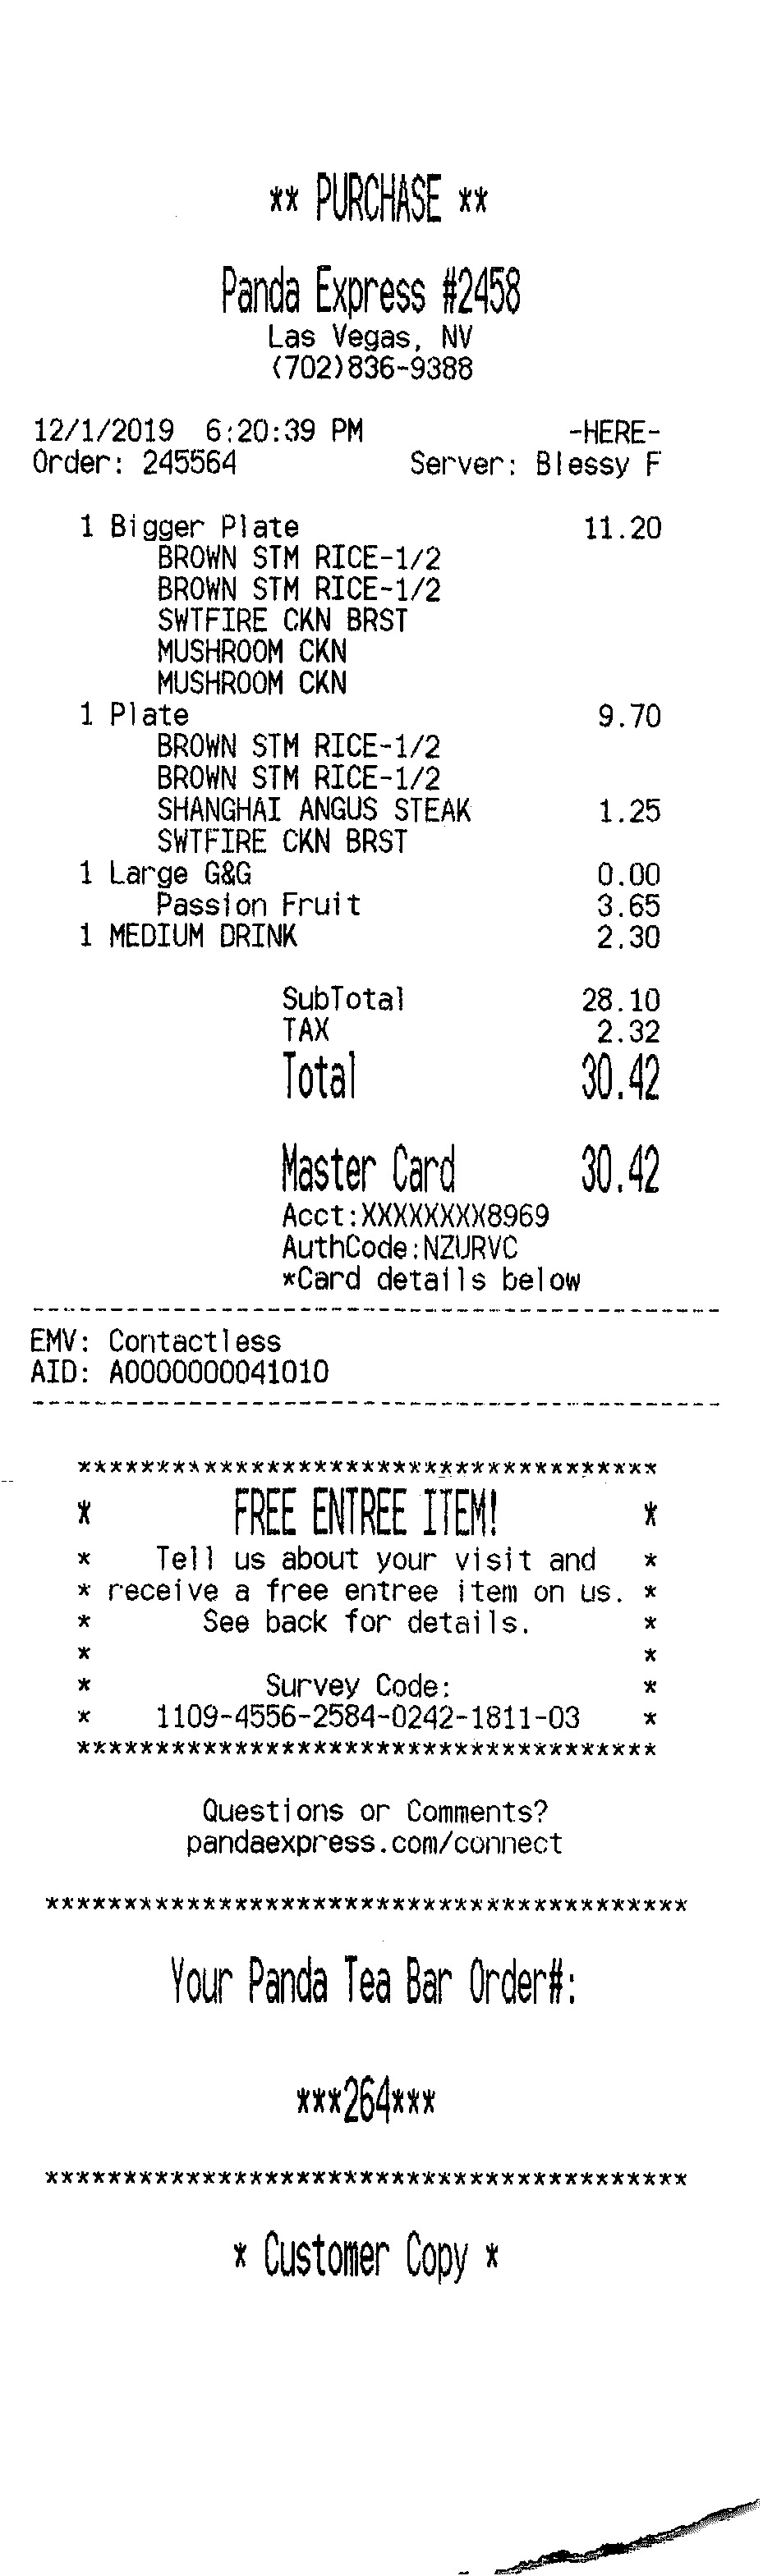 ** PURCHASE **
Panda Express #2458
Las Vegas, NV
(702)836-9388
12/1/2019 6:20:39 PM -HERE-
Order: 245564 Server: Blessy F
1 Bigger Plate 11.20
BROWN STM RICE-1/2
BROWN STM RICE-1/2
SWTFIRE CKN BRST
MUSHROOM CKN
MUSHROOM CKN
1 Plate 9.70
BROWN STM RICE-1/2
BROWN STM RICE-1/2
SHANGHAI ANGUS STEAK 1.25
SWTFIRE CKN BRST
1 Large G&G 0.00
Passion Fruit 3.65
1 MEDIUM DRINK 2.30
SubTotal 28.10
TAX 2.32
Total 30.42
Master Card 30.42
Acct:XXXXXXXX8969
AuthCode:NZURVC
*Card details below
--------------------------------------------
EMV: Contactless
AID: A0000000041010
--------------------------------------------
*************************************
* FREE ENTREE ITEM! *
* Tell us about your visit and *
* receive a free entree item on us. *
* See back for details. *
* *
* Survey Code: *
* 1109-4556-2584-0242-1811-03 *
*************************************
Questions or Comments?
pandaexpress.com/connect
*****************************************
Your Panda Tea Bar Order#:
***264***
*****************************************
* Customer Copy *